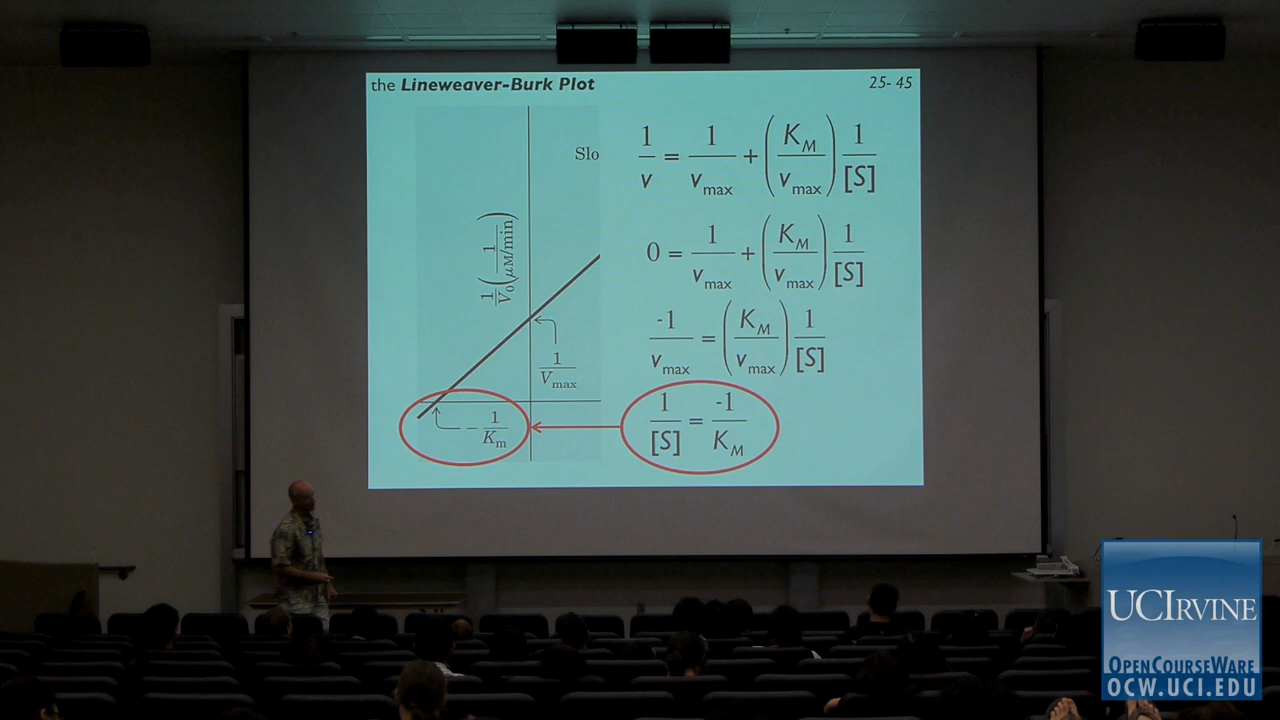 the Lineweaver-Burk Plot
25- 45
Slo
1/V₀ (1/μM/min)
1/Vmax
- 1/Km
1/v = 1/vmax + (KM/vmax) 1/[S]
0 = 1/vmax + (KM/vmax) 1/[S]
-1/vmax = (KM/vmax) 1/[S]
1/[S] = -1/KM
UCIRVINE
OPENCOURSEWARE
OCW.UCI.EDU